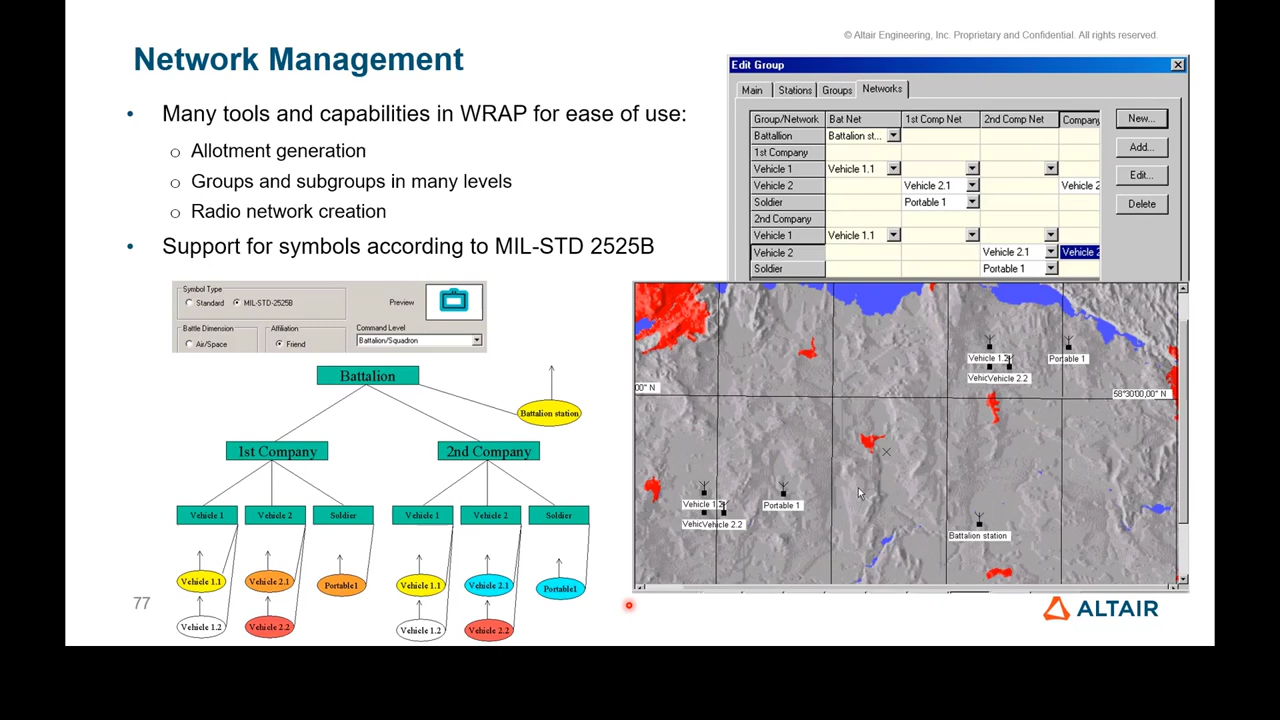 © Altair Engineering, Inc. Proprietary and Confidential. All rights reserved.
Network Management
• Many tools and capabilities in WRAP for ease of use:
o Allotment generation
o Groups and subgroups in many levels
o Radio network creation
• Support for symbols according to MIL-STD 2525B
Edit Group
Main Stations Groups Networks
Group/Network Bat Net 1st Comp Net 2nd Comp Net Company
Battallion Battalion st...
1st Company
Vehicle 1 Vehicle 1.1
Vehicle 2 Vehicle 2.1 Vehicle 2
Soldier Portable 1
2nd Company
Vehicle 1 Vehicle 1.1
Vehicle 2 Vehicle 2.1 Vehicle 2
Soldier Portable 1
New...
Add...
Edit...
Delete
Symbol Type
Standard MIL-STD-2525B
Preview
Battle Dimension
Air/Space
Affiliation
Friend
Command Level
Battalion/Squadron
Battalion
Battalion station
1st Company 2nd Company
Vehicle 1 Vehicle 2 Soldier Vehicle 1 Vehicle 2 Soldier
Vehicle 1.1 Vehicle 2.1 Portable1 Vehicle 1.1 Vehicle 2.1 Portable1
Vehicle 1.2 Vehicle 2.2 Vehicle 1.2 Vehicle 2.2
Vehicle 1.2 Portable 1
Vehic Vehicle 2.2
00" N 58°30'00,00" N
Vehicle 1.2 Portable 1
Vehic Vehicle 2.2
Battalion station
77
ALTAIR